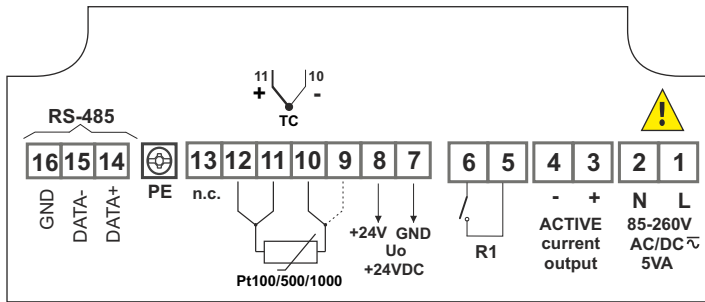 11 10
+ -
TC
RS-485
16 15 14 13 12 11 10 9 8 7 6 5 4 3 2 1
PE
n.c.
GND
DATA-
DATA+
Pt100/500/1000
+24V GND
Uo
+24VDC
R1
- +
ACTIVE
current
output
N L
85-260V
AC/DC
5VA
!